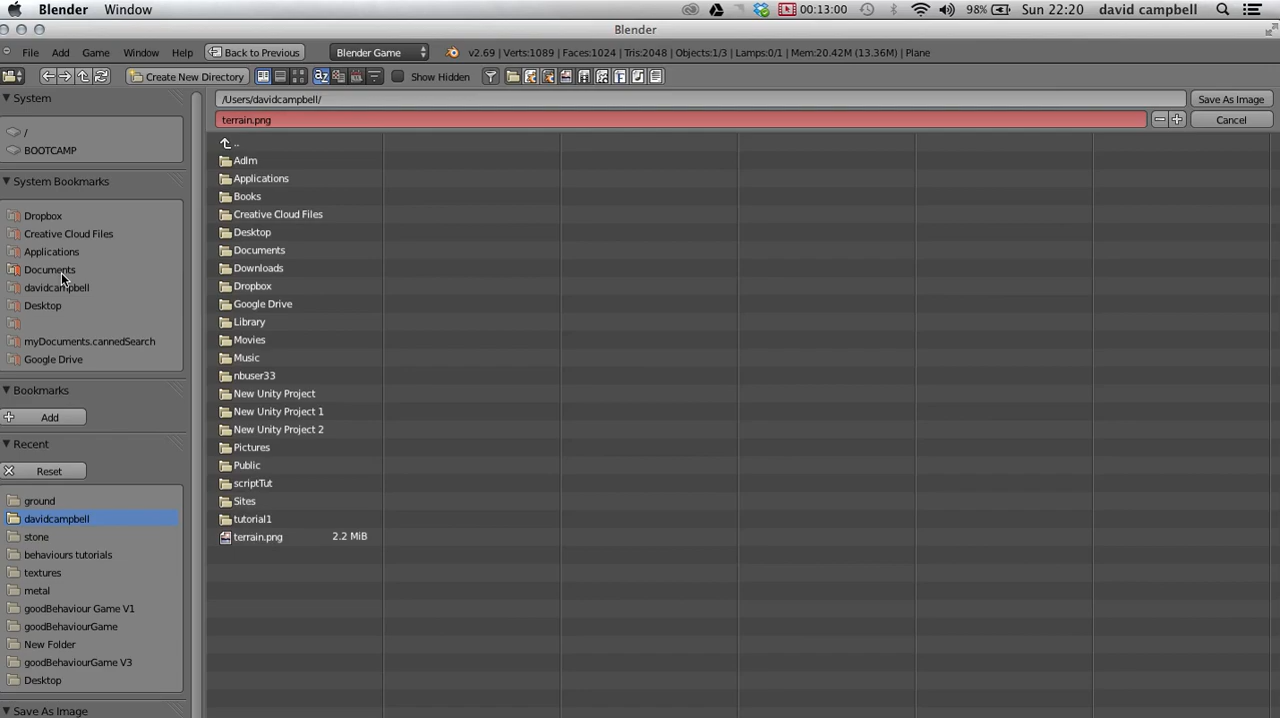 Blender Window 00:13:00 98% Sun 22:20 david campbell
Blender
File Add Game Window Help Back to Previous Blender Game v2.69 | Verts:1089 | Faces:1024 | Tris:2048 | Objects:1/3 | Lamps:0/1 | Mem:20.42M (13.36M) | Plane
Create New Directory Show Hidden
System
/
BOOTCAMP
System Bookmarks
Dropbox
Creative Cloud Files
Applications
Documents
davidcampbell
Desktop
myDocuments.cannedSearch
Google Drive
Bookmarks
Add
Recent
Reset
ground
davidcampbell
stone
behaviours tutorials
textures
metal
goodBehaviour Game V1
goodBehaviourGame
New Folder
goodBehaviourGame V3
Desktop
Save As Image
/Users/davidcampbell/ Save As Image
terrain.png Cancel
..
Adlm
Applications
Books
Creative Cloud Files
Desktop
Documents
Downloads
Dropbox
Google Drive
Library
Movies
Music
nbuser33
New Unity Project
New Unity Project 1
New Unity Project 2
Pictures
Public
scriptTut
Sites
tutorial1
terrain.png 2.2 MiB